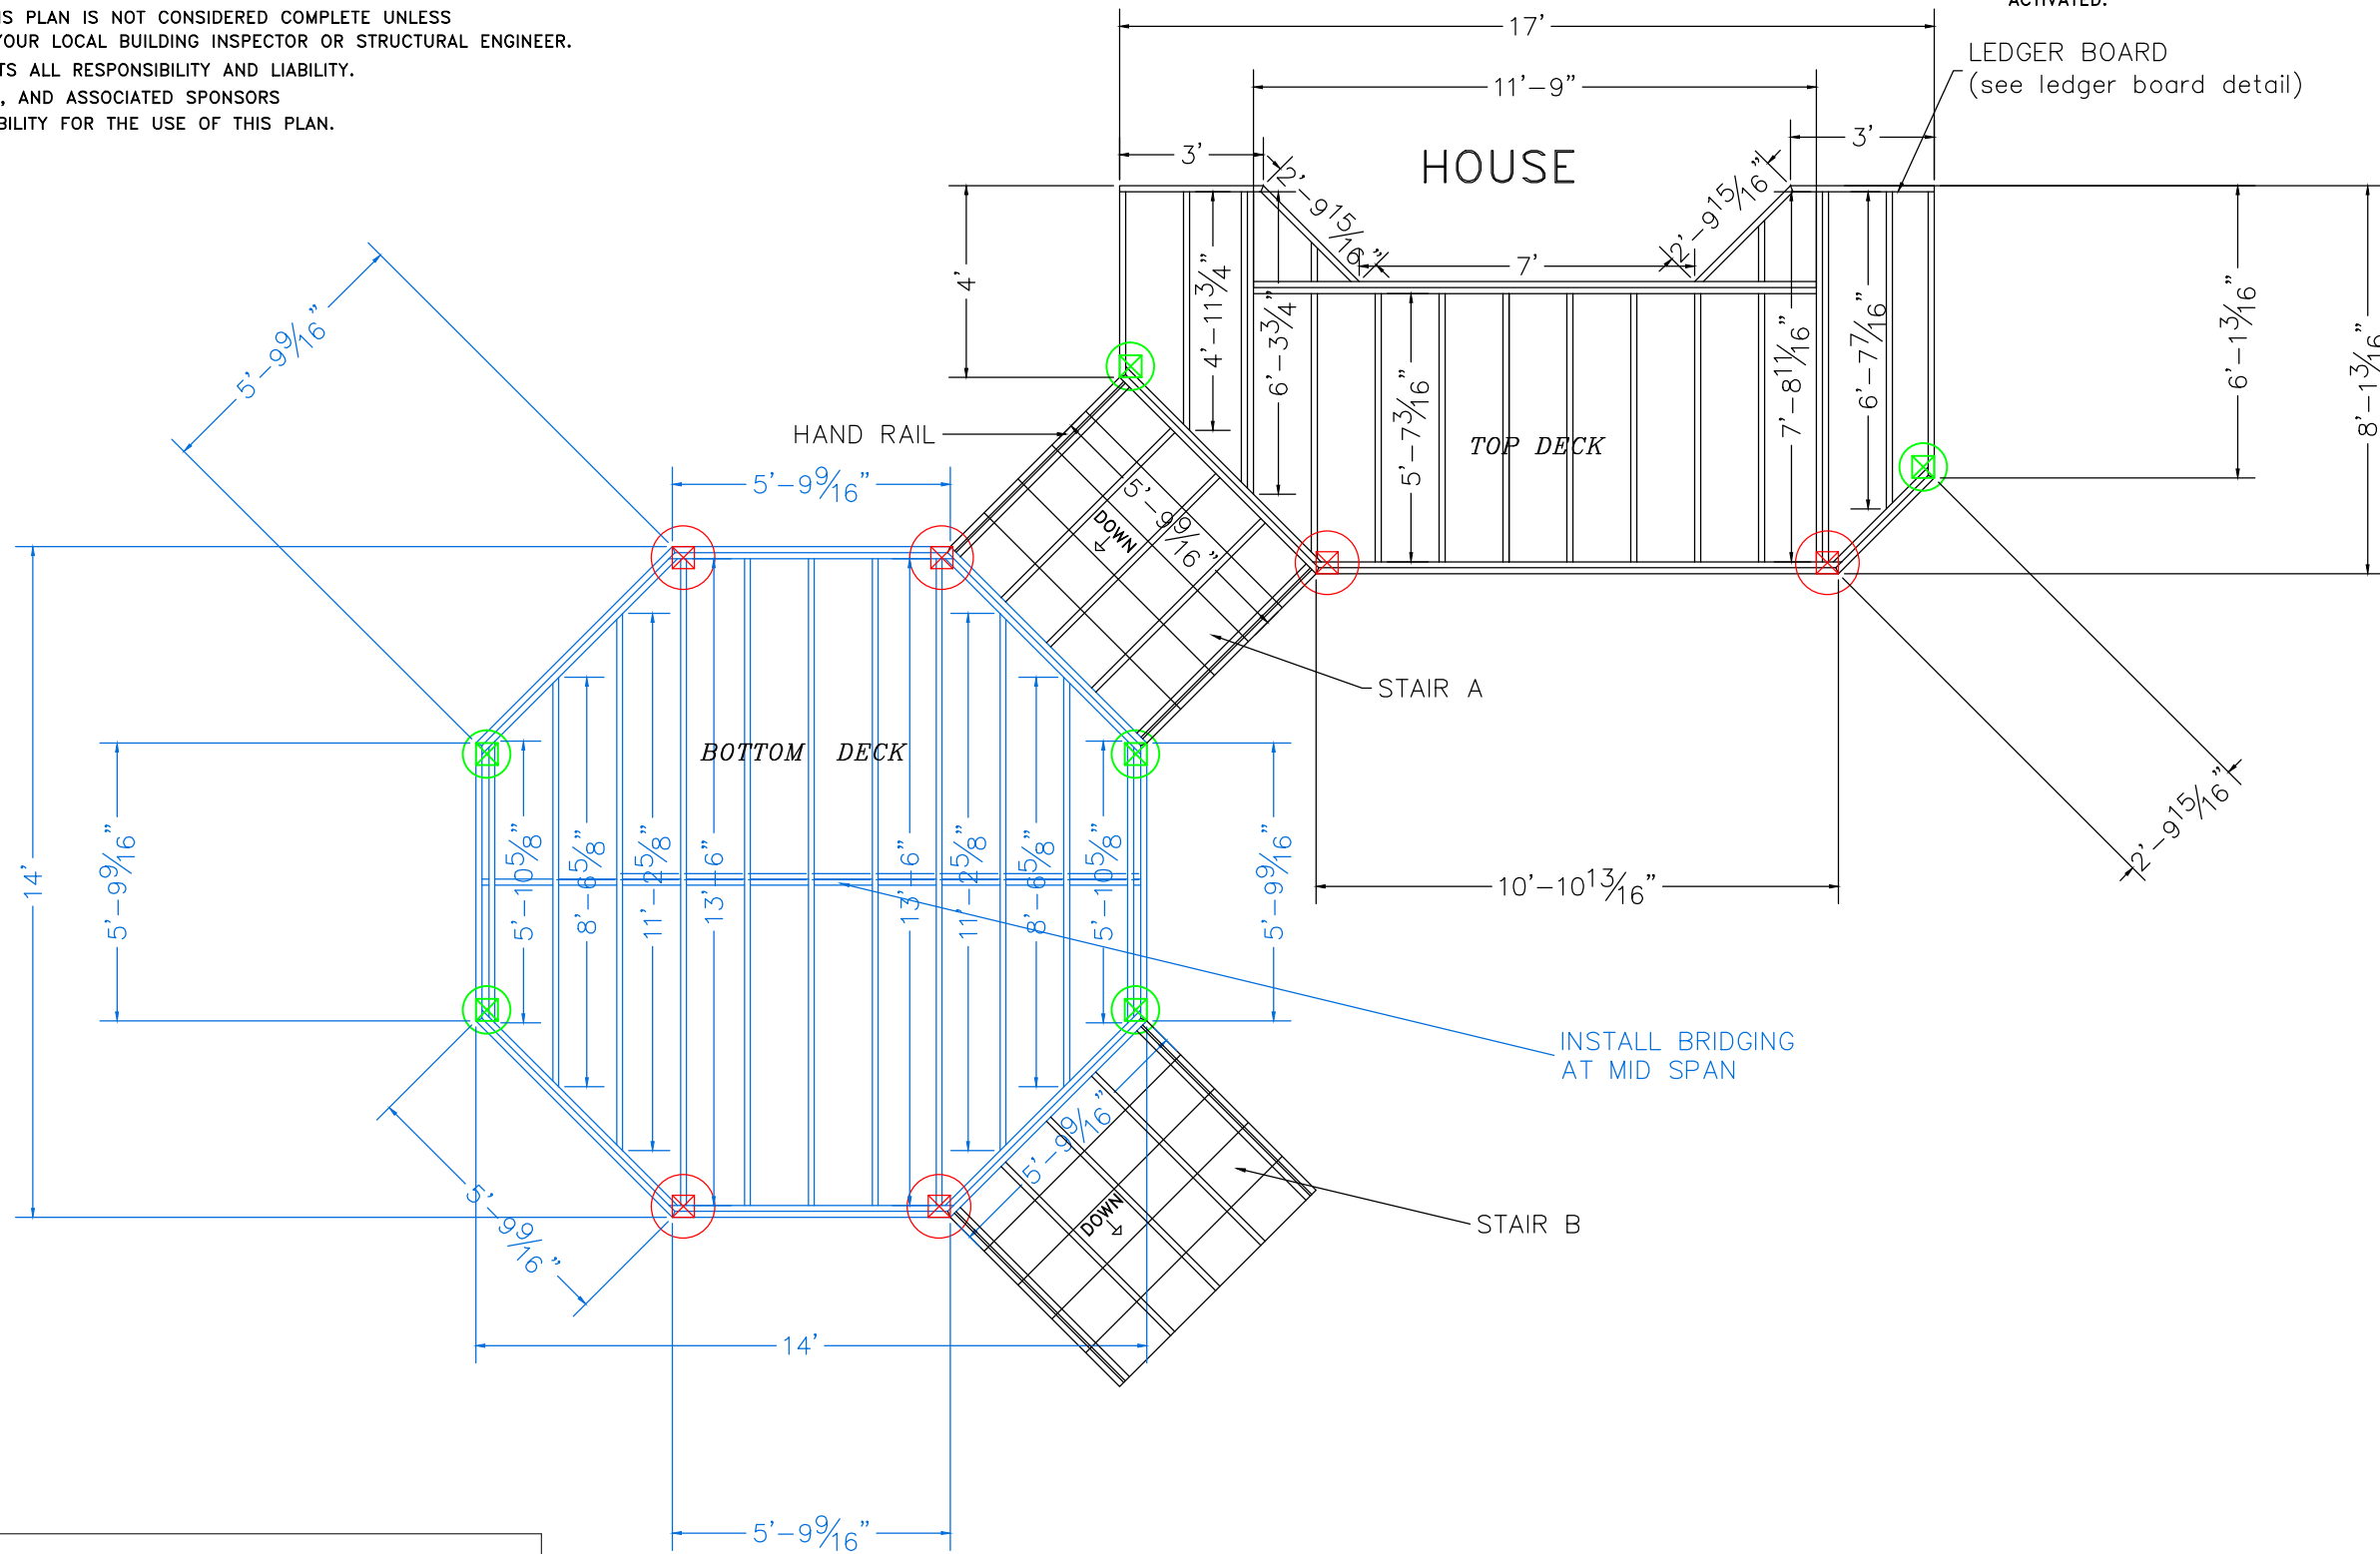 IS PLAN IS NOT CONSIDERED COMPLETE UNLESS
YOUR LOCAL BUILDING INSPECTOR OR STRUCTURAL ENGINEER.
TS ALL RESPONSIBILITY AND LIABILITY.
, AND ASSOCIATED SPONSORS
BILITY FOR THE USE OF THIS PLAN.
ACTIVATED.
17'
LEDGER BOARD
(see ledger board detail)
11'-9"
3'
3'
HOUSE
2'-9 15/16"
2'-9 15/16"
7'
4'
4'-11 3/4"
6'-3 3/4"
5'-7 3/16"
7'-8 11/16"
6'-7 7/16"
6'-1 3/16"
8'-1 3/16"
TOP DECK
5'-9 9/16"
HAND RAIL
5'-9 9/16"
5'-9 9/16"
DOWN
STAIR A
BOTTOM DECK
14'
5'-9 9/16"
5'-10 5/8"
8'-6 5/8"
11'-2 5/8"
13'-6"
13'-6"
11'-2 5/8"
8'-6 5/8"
5'-10 5/8"
5'-9 9/16"
10'-10 13/16"
2'-9 15/16"
INSTALL BRIDGING
AT MID SPAN
5'-9 9/16"
5'-9 9/16"
DOWN
STAIR B
14'
5'-9 9/16"